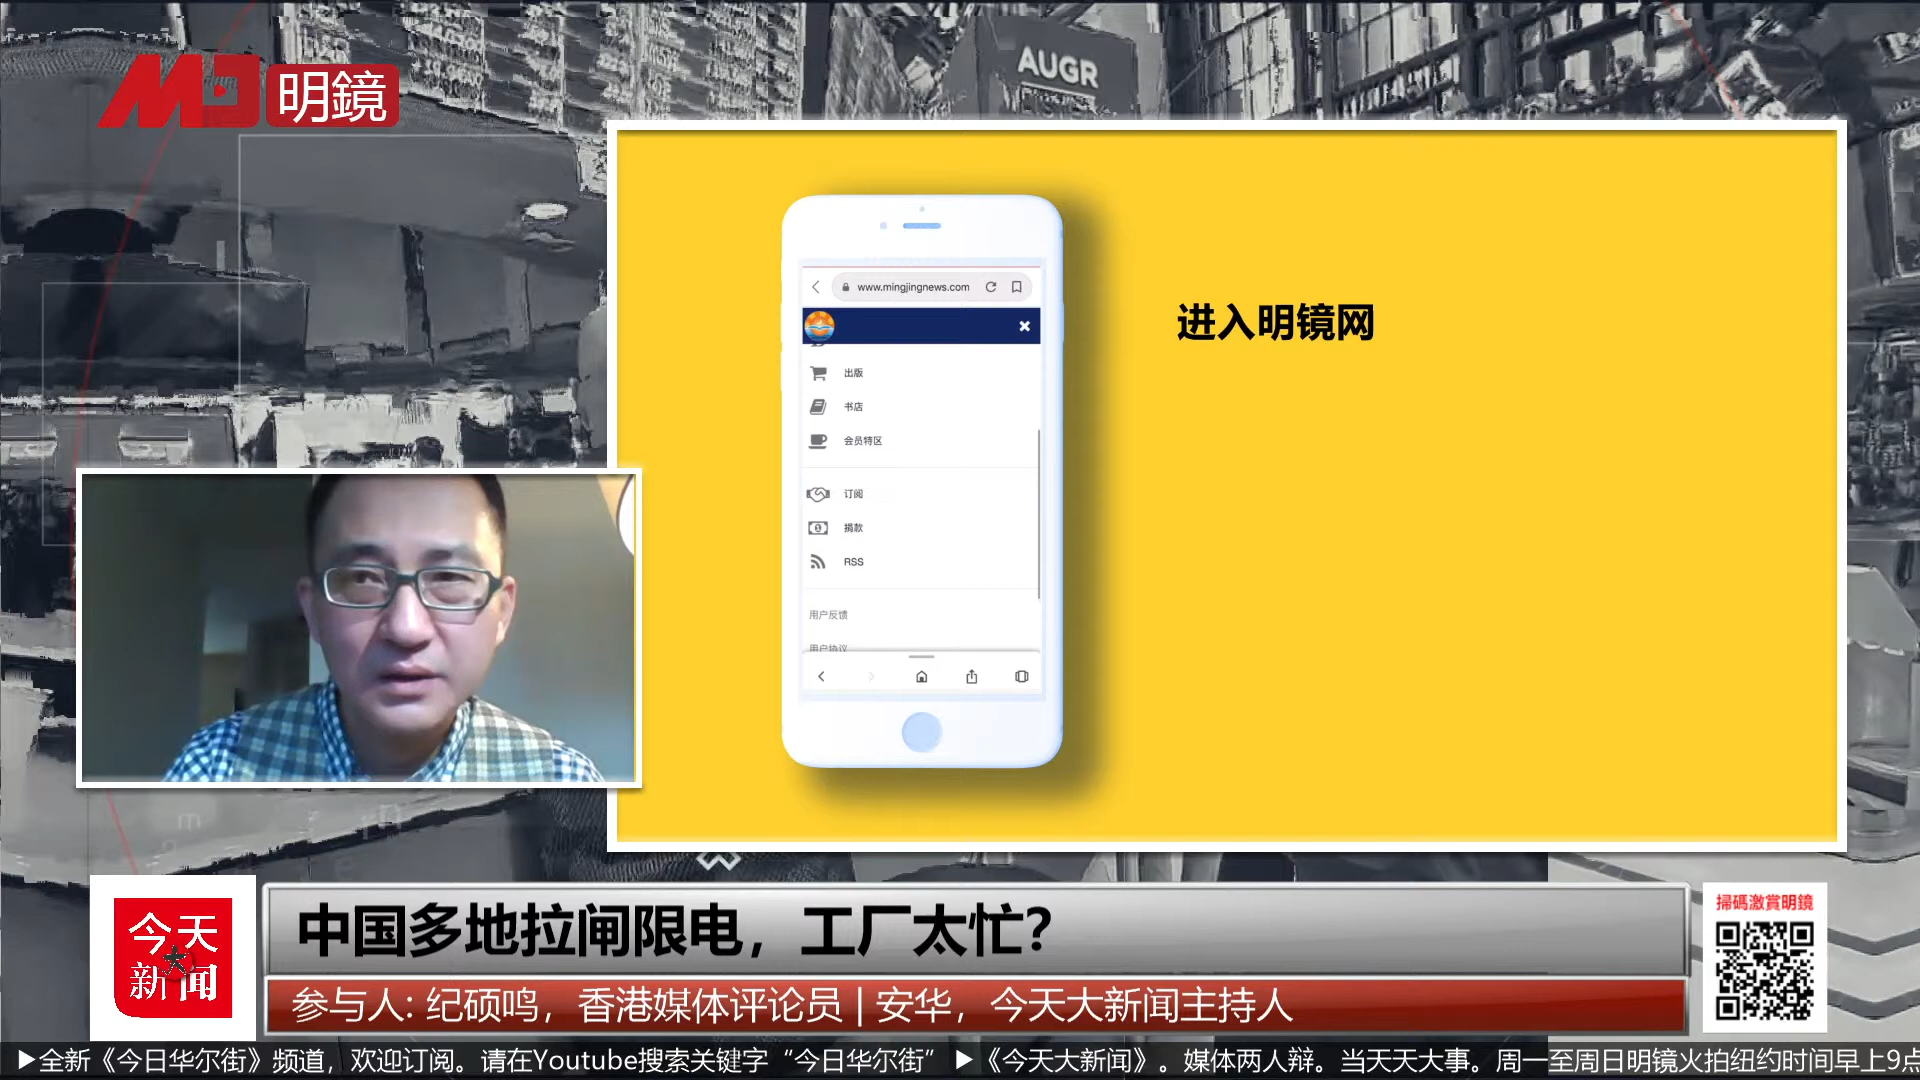 明鏡
AUGR
进入明镜网
www.mingjingnews.com
出版
书店
会员特区
订阅
捐款
RSS
用户反馈
用户协议
今天大新闻
中国多地拉闸限电，工厂太忙？
参与人：纪硕鸣，香港媒体评论员 | 安华，今天大新闻主持人
掃碼激賞明鏡
▶全新《今日华尔街》频道，欢迎订阅。请在Youtube搜索关键字“今日华尔街” ▶《今天大新闻》。媒体两人辩。当天天大事。周一至周日明镜火拍纽约时间早上9点